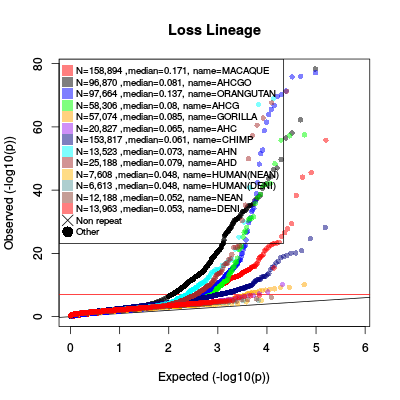 Loss Lineage
N=158,894 ,median=0.171, name=MACAQUE
N=96,870 ,median=0.081, name=AHCGO
N=97,664 ,median=0.137, name=ORANGUTAN
N=58,306 ,median=0.08, name=AHCG
N=57,074 ,median=0.085, name=GORILLA
N=20,827 ,median=0.065, name=AHC
N=153,817 ,median=0.061, name=CHIMP
N=13,523 ,median=0.073, name=AHN
N=25,188 ,median=0.079, name=AHD
N=7,608 ,median=0.048, name=HUMAN(NEAN)
N=6,613 ,median=0.048, name=HUMAN(DENI)
N=12,188 ,median=0.052, name=NEAN
N=13,963 ,median=0.053, name=DENI
Non repeat
Other
Observed (-log10(p))
80
60
40
20
0
0 1 2 3 4 5 6
Expected (-log10(p))